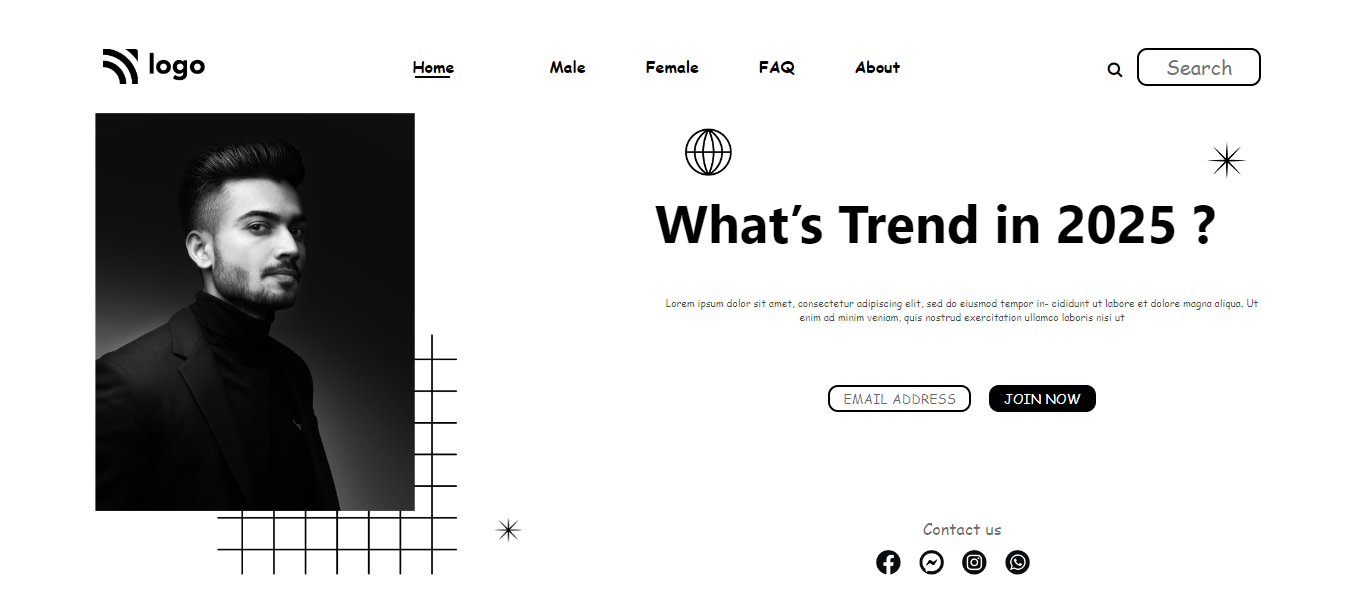 logo
Home Male Female FAQ About
Search
What’s Trend in 2025 ?
Lorem ipsum dolor sit amet, consectetur adipiscing elit, sed do eiusmod tempor in- cididunt ut labore et dolore magna aliqua. Ut
enim ad minim veniam, quis nostrud exercitation ullamco laboris nisi ut
EMAIL ADDRESS JOIN NOW
Contact us